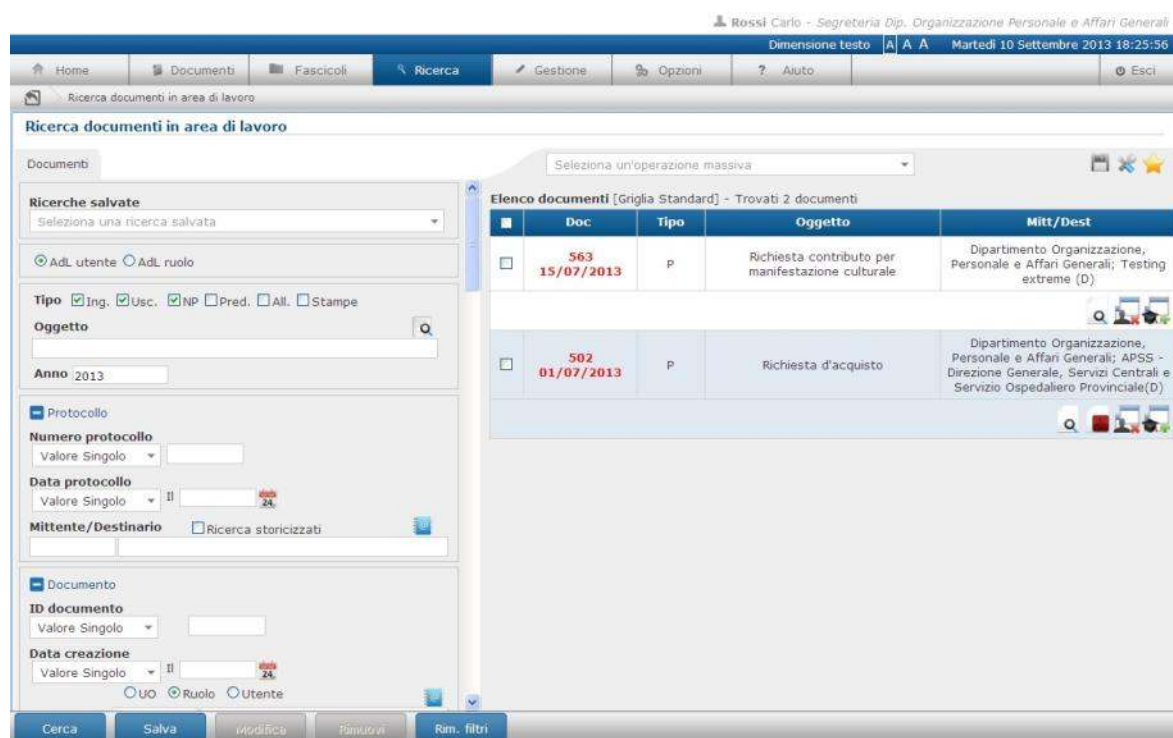 Rossi Carlo - Segreteria Dip. Organizzazione Personale e Affari Generali
Dimensione testo A A A Martedì 10 Settembre 2013 18:25:56
Home Documenti Fascicoli Ricerca Gestione Opzioni ? Aiuto Esci
Ricerca documenti in area di lavoro
Ricerca documenti in area di lavoro
Documenti
Seleziona un'operazione massiva
Ricerche salvate
Seleziona una ricerca salvata
AdL utente AdL ruolo
Tipo Ing. Usc. NP Pred. All. Stampe
Oggetto
Anno 2013
Protocollo
Numero protocollo
Valore Singolo
Data protocollo
Valore Singolo Il 24
Mittente/Destinario Ricerca storicizzati
Documento
ID documento
Valore Singolo
Data creazione
Valore Singolo Il 24
UO Ruolo Utente
Elenco documenti [Griglia Standard] - Trovati 2 documenti
Doc Tipo Oggetto Mitt/Dest
563
15/07/2013
P
Richiesta contributo per
manifestazione culturale
Dipartimento Organizzazione,
Personale e Affari Generali; Testing
extreme (D)
502
01/07/2013
P
Richiesta d'acquisto
Dipartimento Organizzazione,
Personale e Affari Generali; APSS -
Direzione Generale, Servizi Centrali e
Servizio Ospedaliero Provinciale(D)
Cerca Salva Modifica Rimuovi Rim. filtri